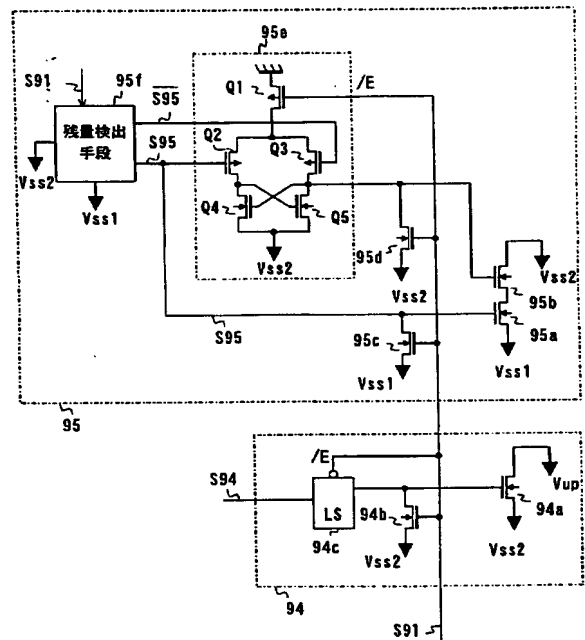 95e
S91
95f
S95
残量検出
手段
S95
Vss2
Vss1
Q1
/E
Q2
Q3
Q4
Q5
Vss2
95d
Vss2
Vss2
95b
95a
Vss1
S95
95c
Vss1
95
/E
S94
LS
94c
94b
Vss2
Vup
94a
Vss2
94
S91